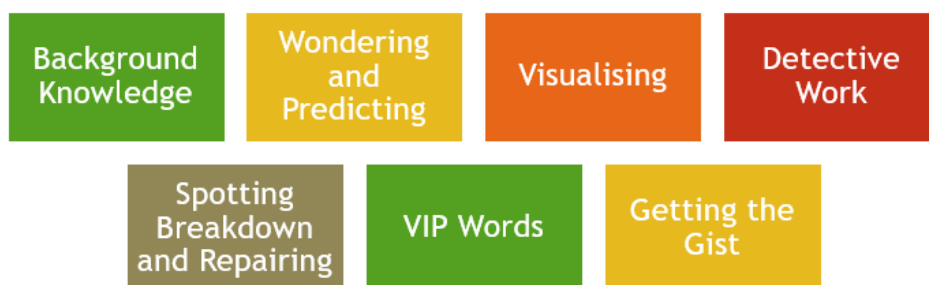 Background
Knowledge
Wondering
and
Predicting
Visualising
Detective
Work
Spotting
Breakdown
and Repairing
VIP Words
Getting the
Gist